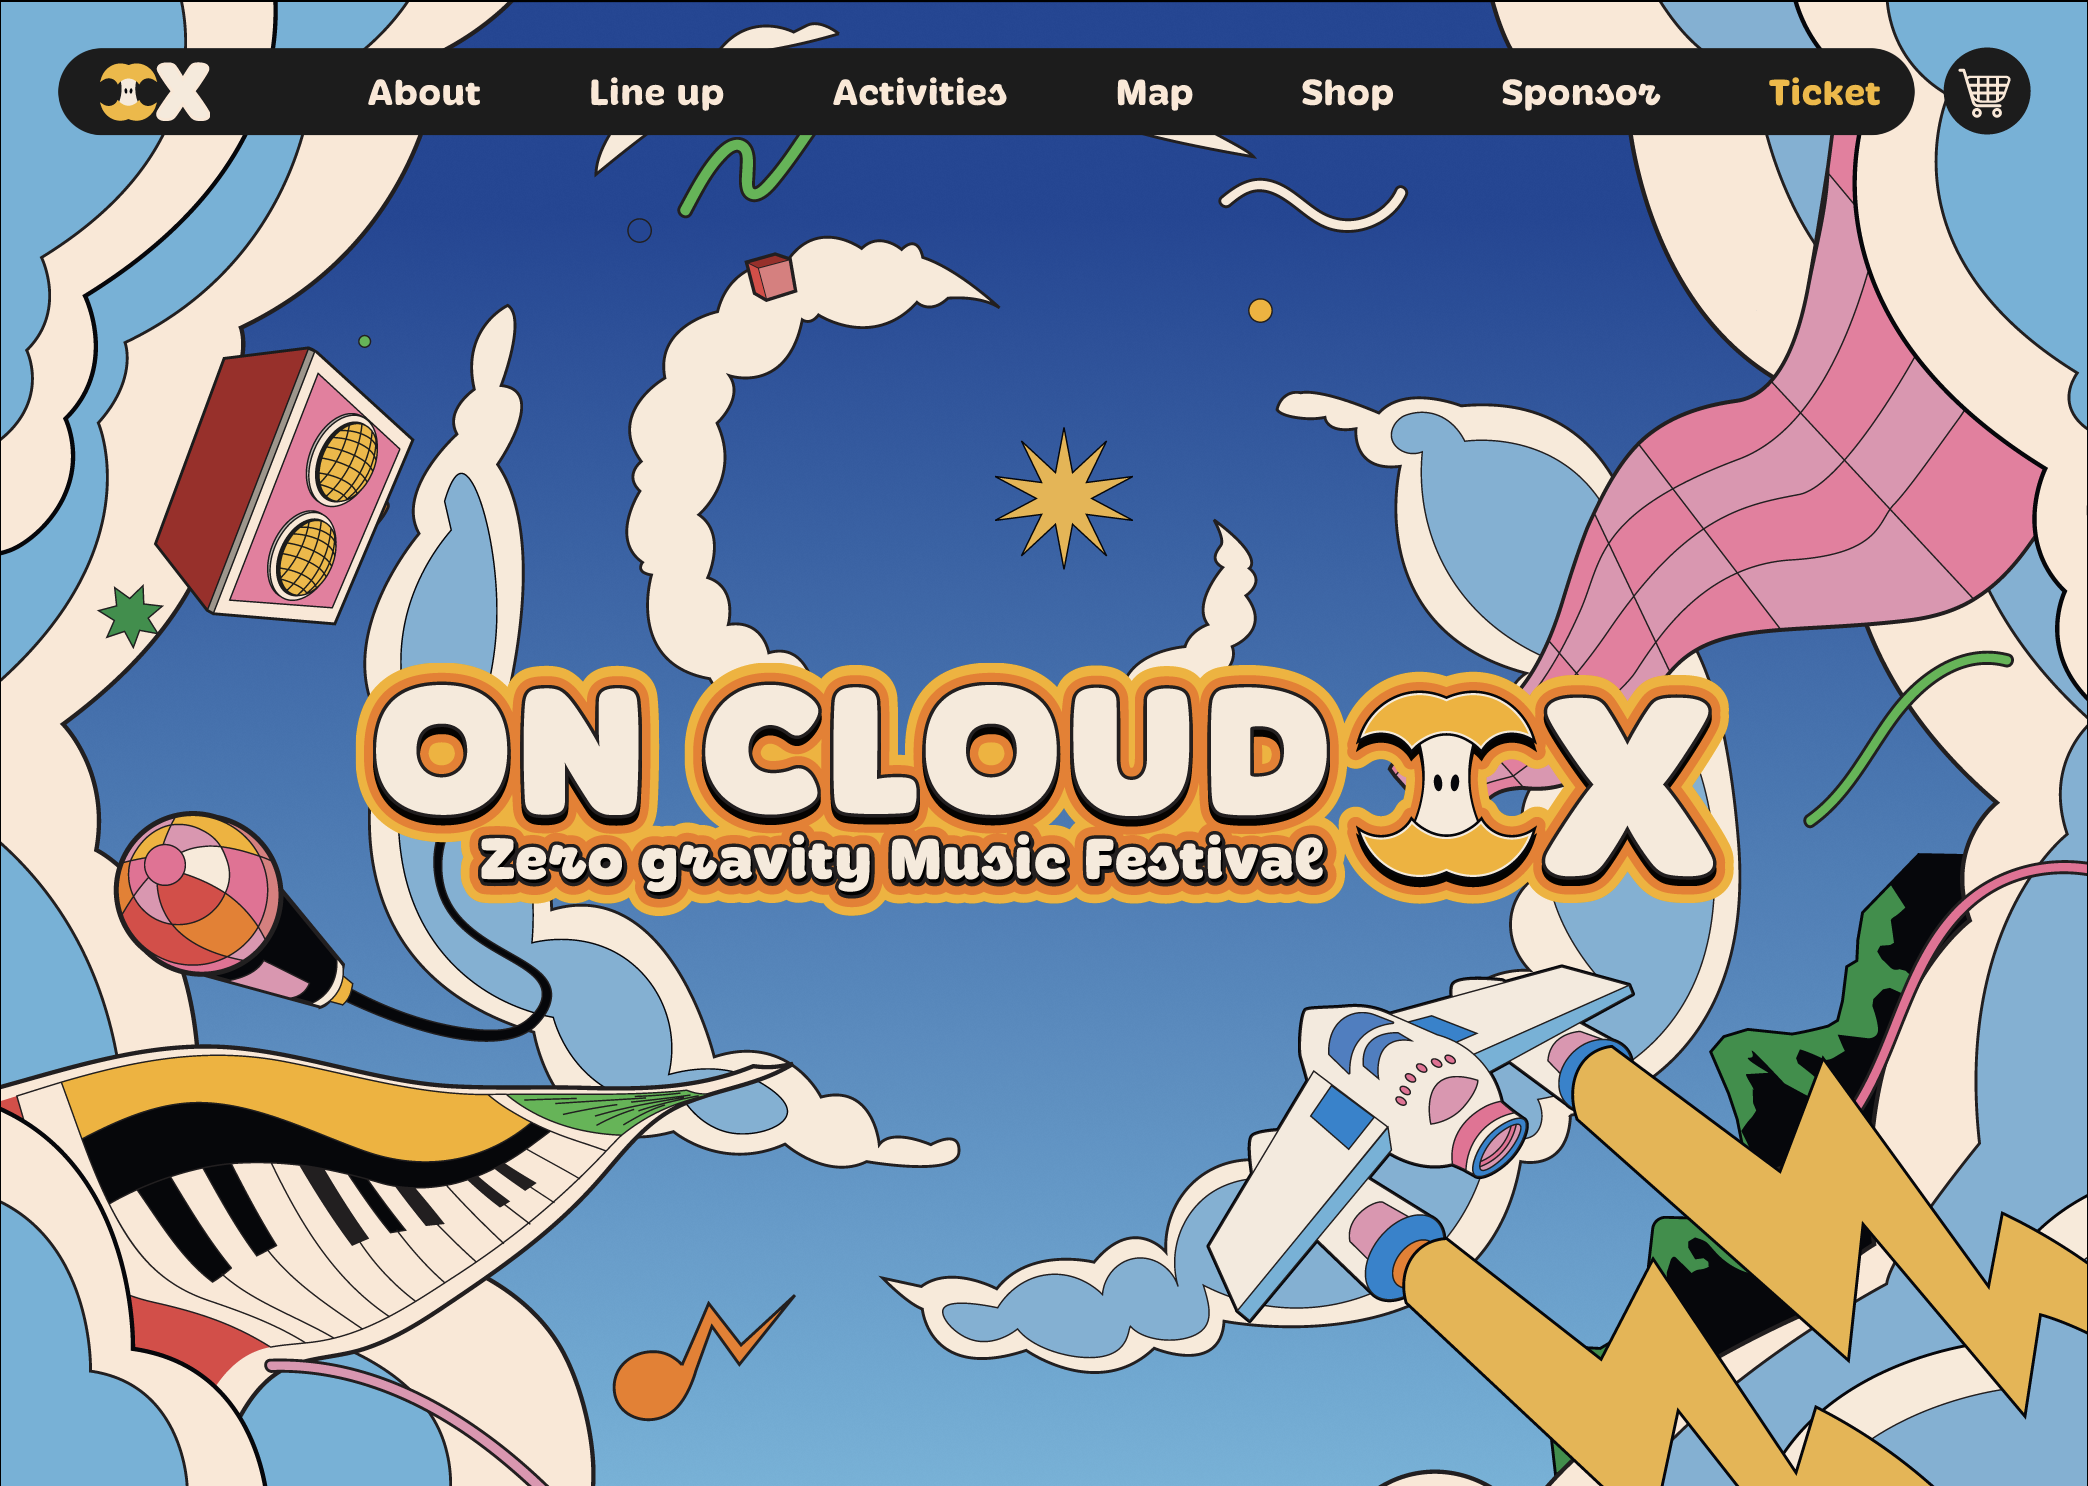 X
About
Line up
Activities
Map
Shop
Sponsor
Ticket
ON CLOUD X
Zero gravity Music Festival